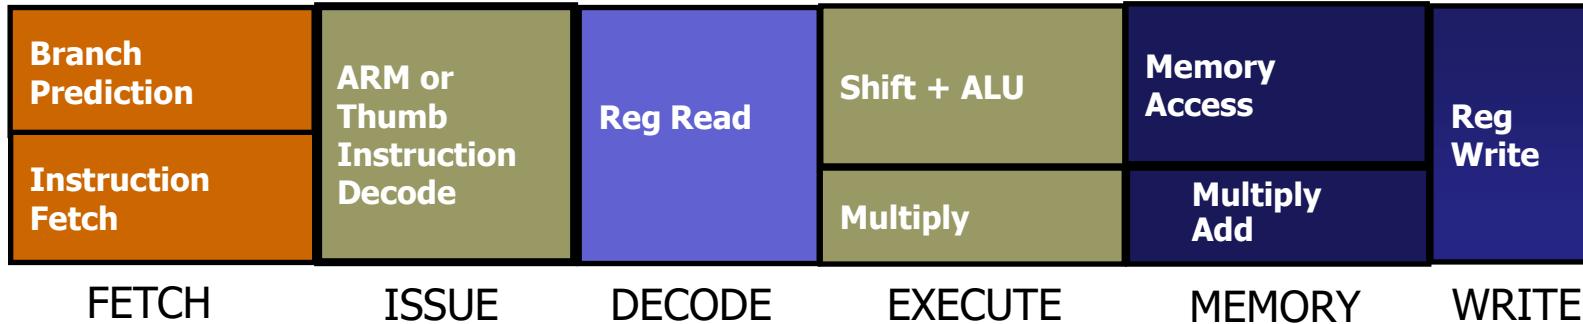 Branch
Prediction
Instruction
Fetch
ARM or
Thumb
Instruction
Decode
Reg Read
Shift + ALU
Multiply
Memory
Access
Multiply
Add
Reg
Write
FETCH
ISSUE
DECODE
EXECUTE
MEMORY
WRITE